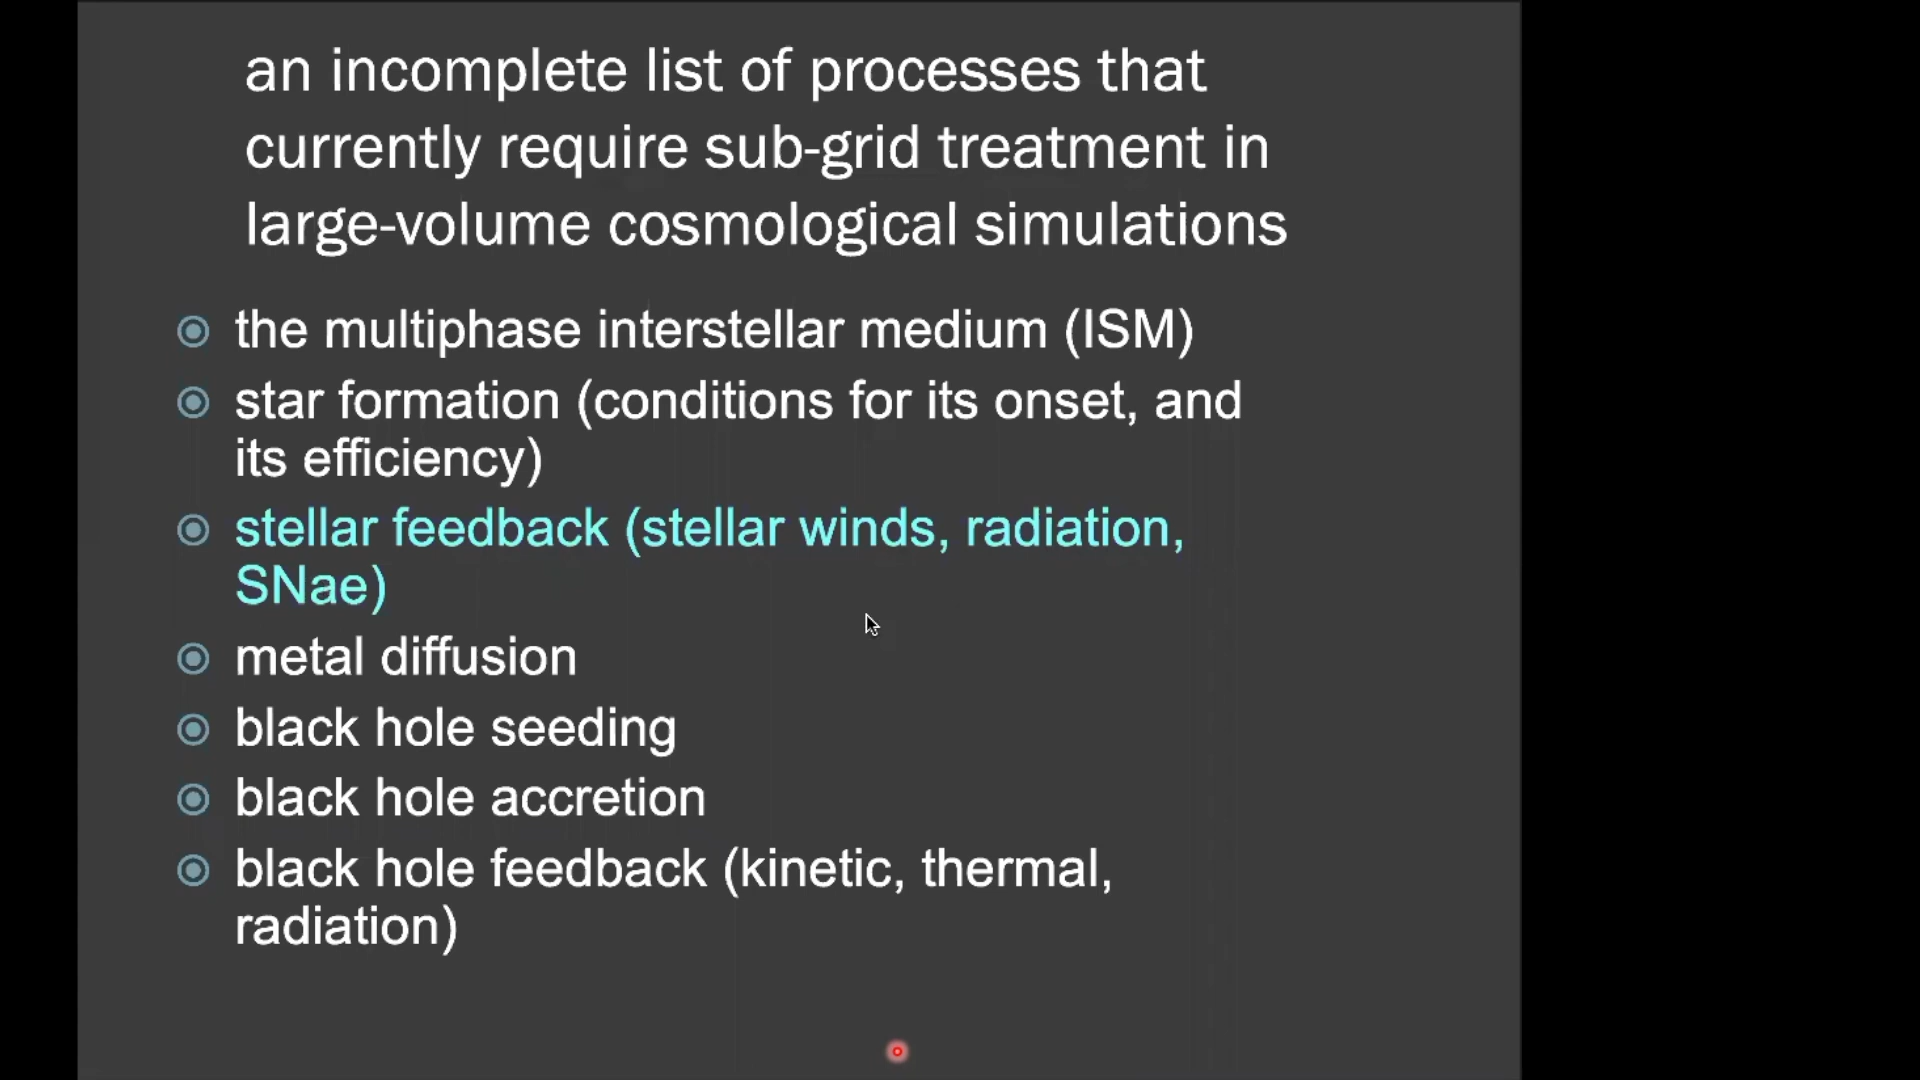 an incomplete list of processes that
currently require sub-grid treatment in
large-volume cosmological simulations
the multiphase interstellar medium (ISM)
star formation (conditions for its onset, and
its efficiency)
stellar feedback (stellar winds, radiation,
SNae)
metal diffusion
black hole seeding
black hole accretion
black hole feedback (kinetic, thermal,
radiation)